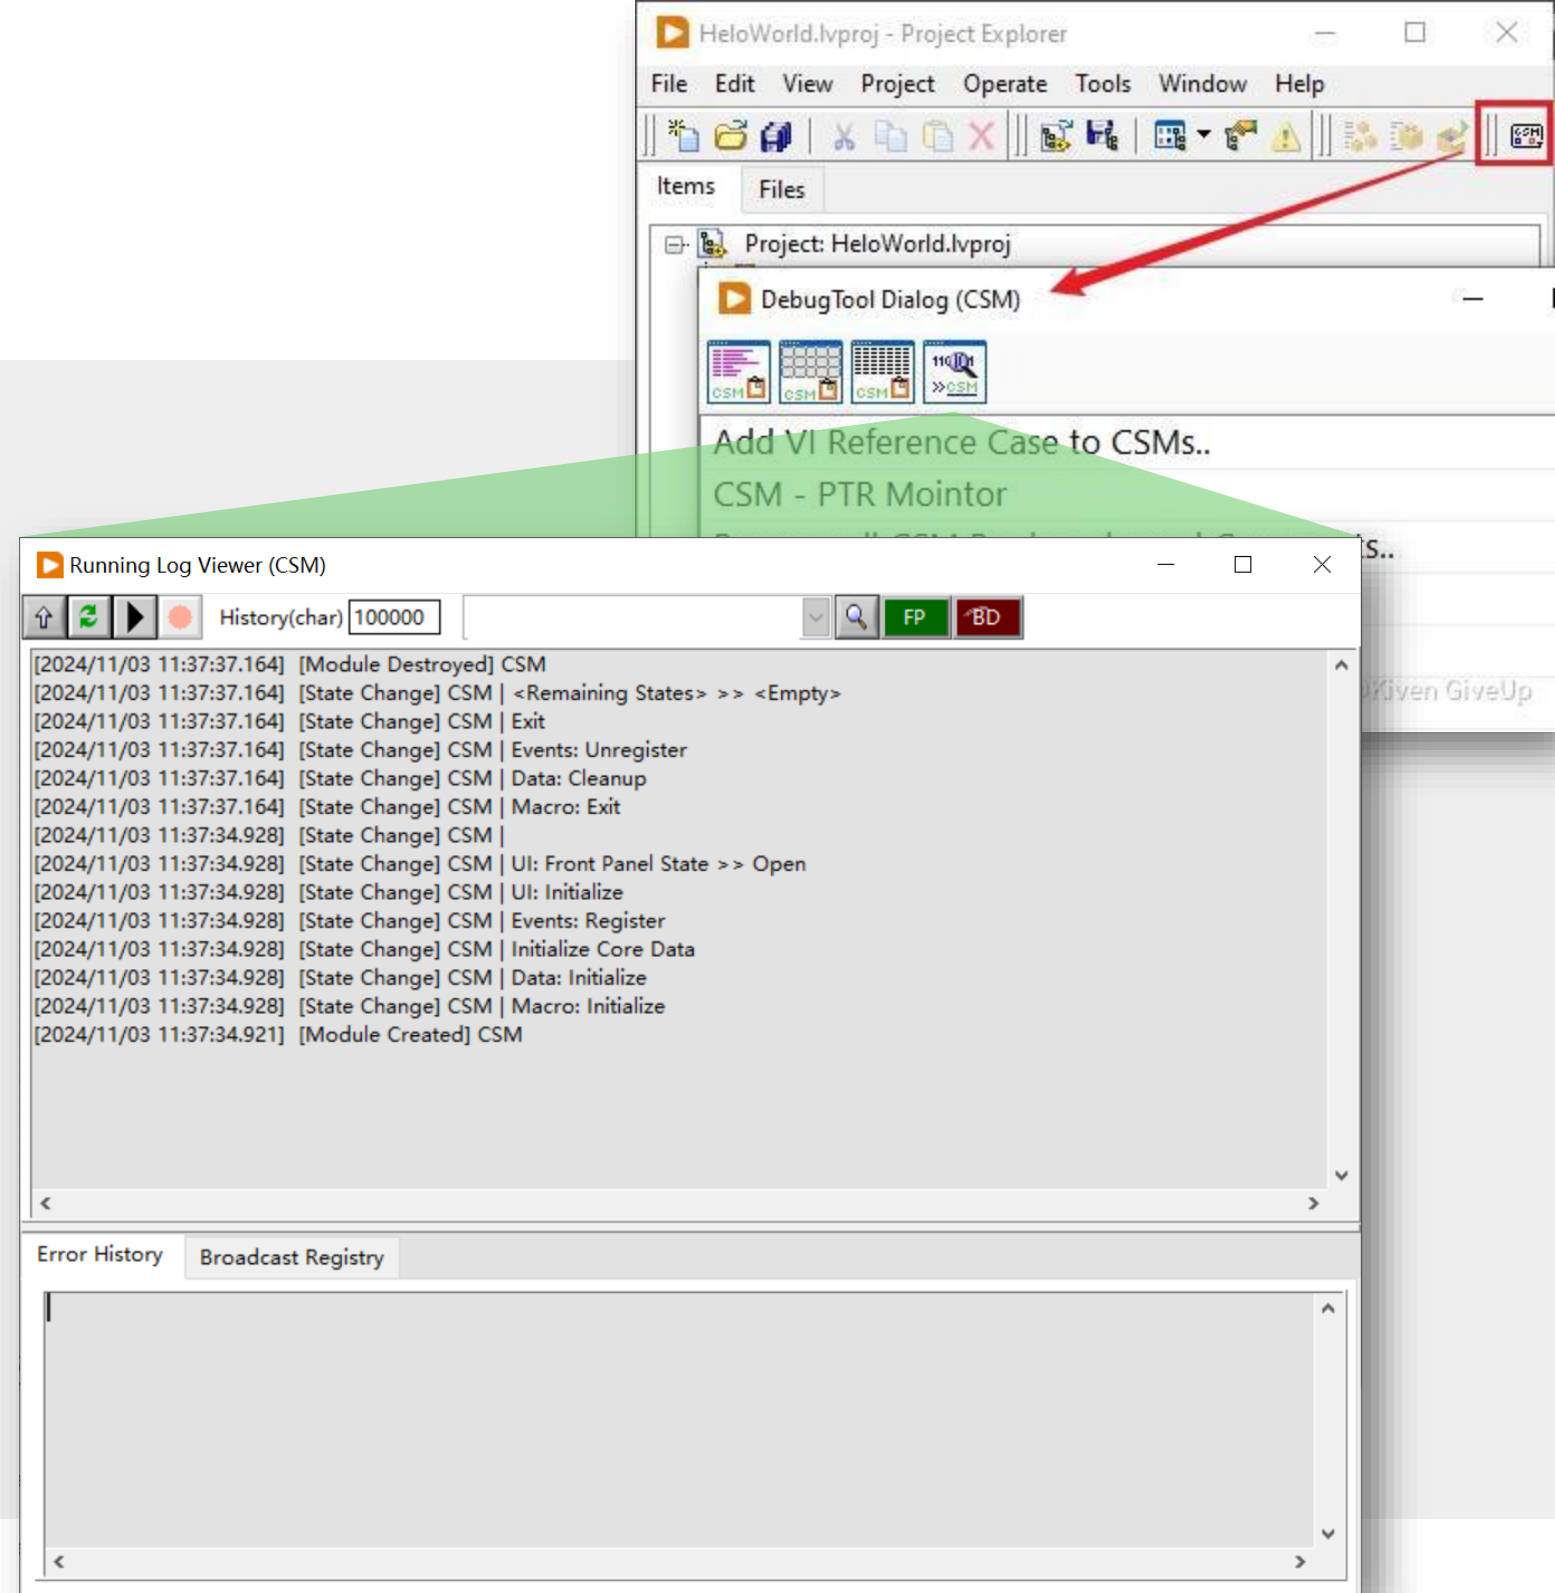 HeloWorld.lvproj - Project Explorer
File Edit View Project Operate Tools Window Help
CSM
Items Files
Project: HeloWorld.lvproj
DebugTool Dialog (CSM)
CSM CSM CSM >>CSM
Add VI Reference Case to CSMs..
CSM - PTR Mointor
Running Log Viewer (CSM)
History(char) 100000 FP BD
[2024/11/03 11:37:37.164] [Module Destroyed] CSM
[2024/11/03 11:37:37.164] [State Change] CSM | <Remaining States> >> <Empty>
[2024/11/03 11:37:37.164] [State Change] CSM | Exit
[2024/11/03 11:37:37.164] [State Change] CSM | Events: Unregister
[2024/11/03 11:37:37.164] [State Change] CSM | Data: Cleanup
[2024/11/03 11:37:37.164] [State Change] CSM | Macro: Exit
[2024/11/03 11:37:34.928] [State Change] CSM |
[2024/11/03 11:37:34.928] [State Change] CSM | UI: Front Panel State >> Open
[2024/11/03 11:37:34.928] [State Change] CSM | UI: Initialize
[2024/11/03 11:37:34.928] [State Change] CSM | Events: Register
[2024/11/03 11:37:34.928] [State Change] CSM | Initialize Core Data
[2024/11/03 11:37:34.928] [State Change] CSM | Data: Initialize
[2024/11/03 11:37:34.928] [State Change] CSM | Macro: Initialize
[2024/11/03 11:37:34.921] [Module Created] CSM
Kiven GiveUp
Error History Broadcast Registry